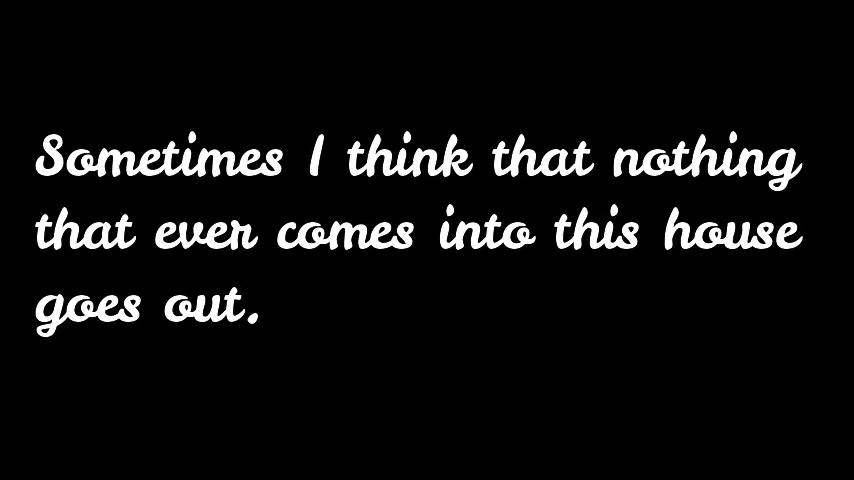 Sometimes I think that nothing
that ever comes into this house
goes out.